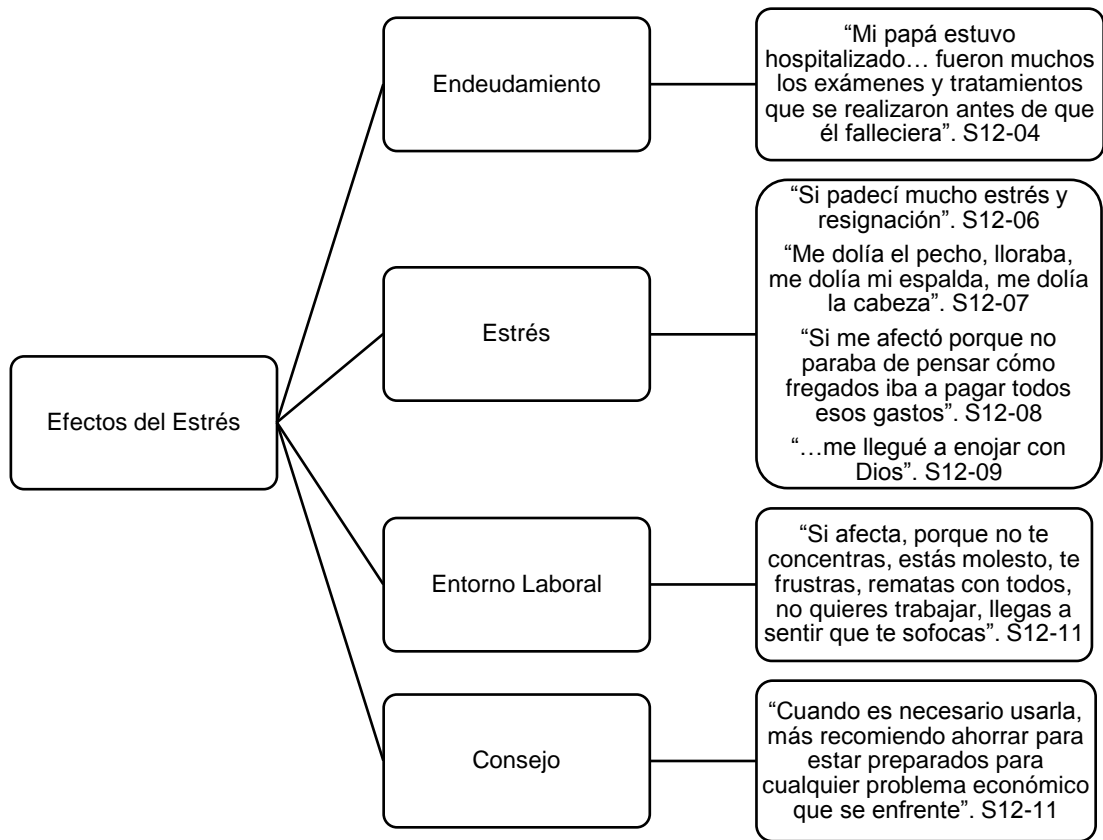 Efectos del Estrés
Endeudamiento
“Mi papá estuvo
hospitalizado… fueron muchos
los exámenes y tratamientos
que se realizaron antes de que
él falleciera”. S12-04
Estrés
“Si padecí mucho estrés y
resignación”. S12-06
“Me dolía el pecho, lloraba,
me dolía mi espalda, me dolía
la cabeza”. S12-07
“Si me afectó porque no
paraba de pensar cómo
fregados iba a pagar todos
esos gastos”. S12-08
“…me llegué a enojar con
Dios”. S12-09
Entorno Laboral
“Si afecta, porque no te
concentras, estás molesto, te
frustras, rematas con todos,
no quieres trabajar, llegas a
sentir que te sofocas”. S12-11
Consejo
“Cuando es necesario usarla,
más recomiendo ahorrar para
estar preparados para
cualquier problema económico
que se enfrente”. S12-11